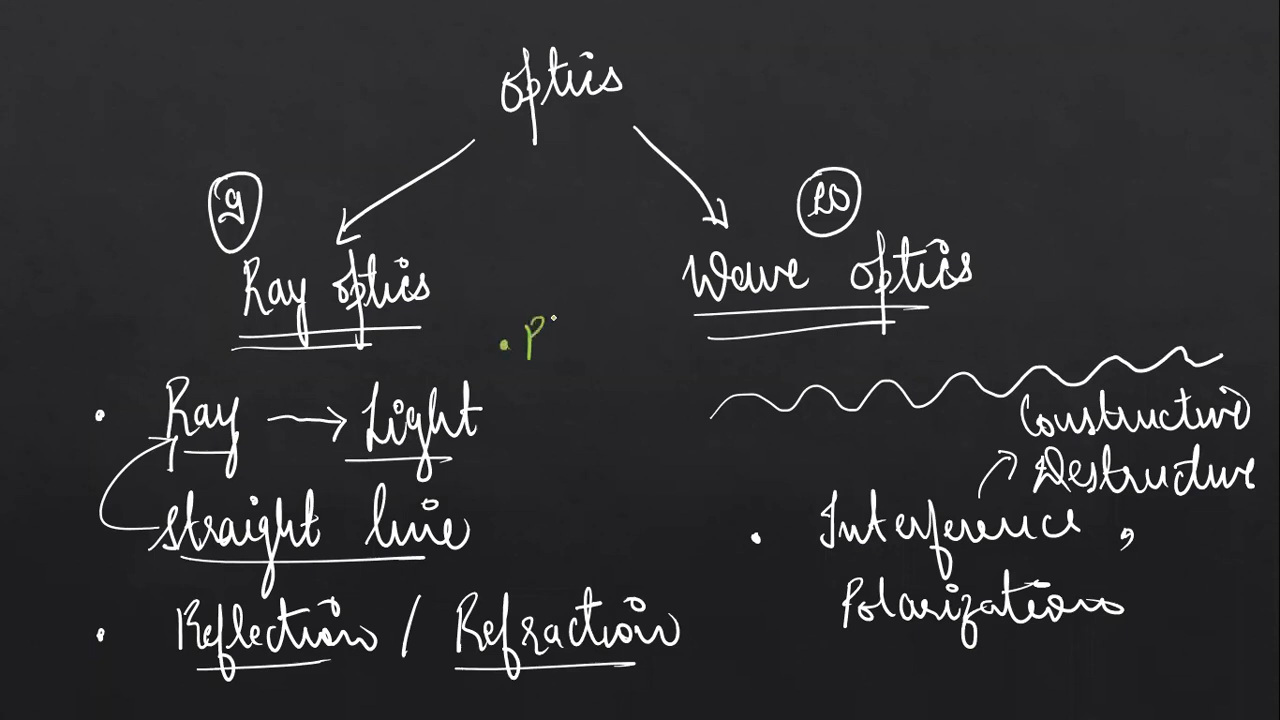 optics
9
10
Ray optics
Wave optics
. P
. Ray → Light
Constructive
Destructive
straight line
. Interference ,
Polarization
. Reflection / Refraction